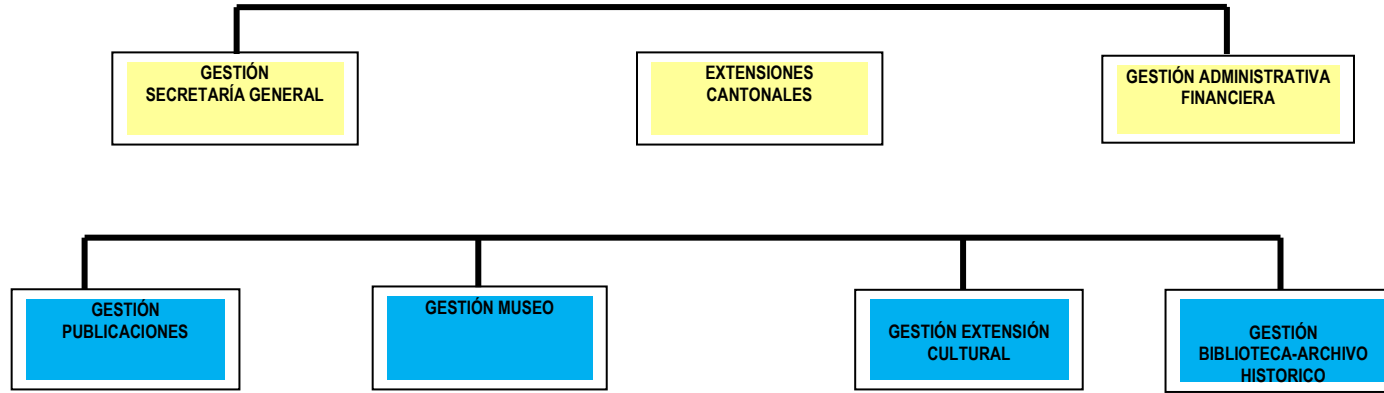 GESTIÓN
SECRETARÍA GENERAL
EXTENSIONES
CANTONALES
GESTIÓN ADMINISTRATIVA
FINANCIERA
GESTIÓN
PUBLICACIONES
GESTIÓN MUSEO
GESTIÓN EXTENSIÓN
CULTURAL
GESTIÓN
BIBLIOTECA-ARCHIVO
HISTORICO